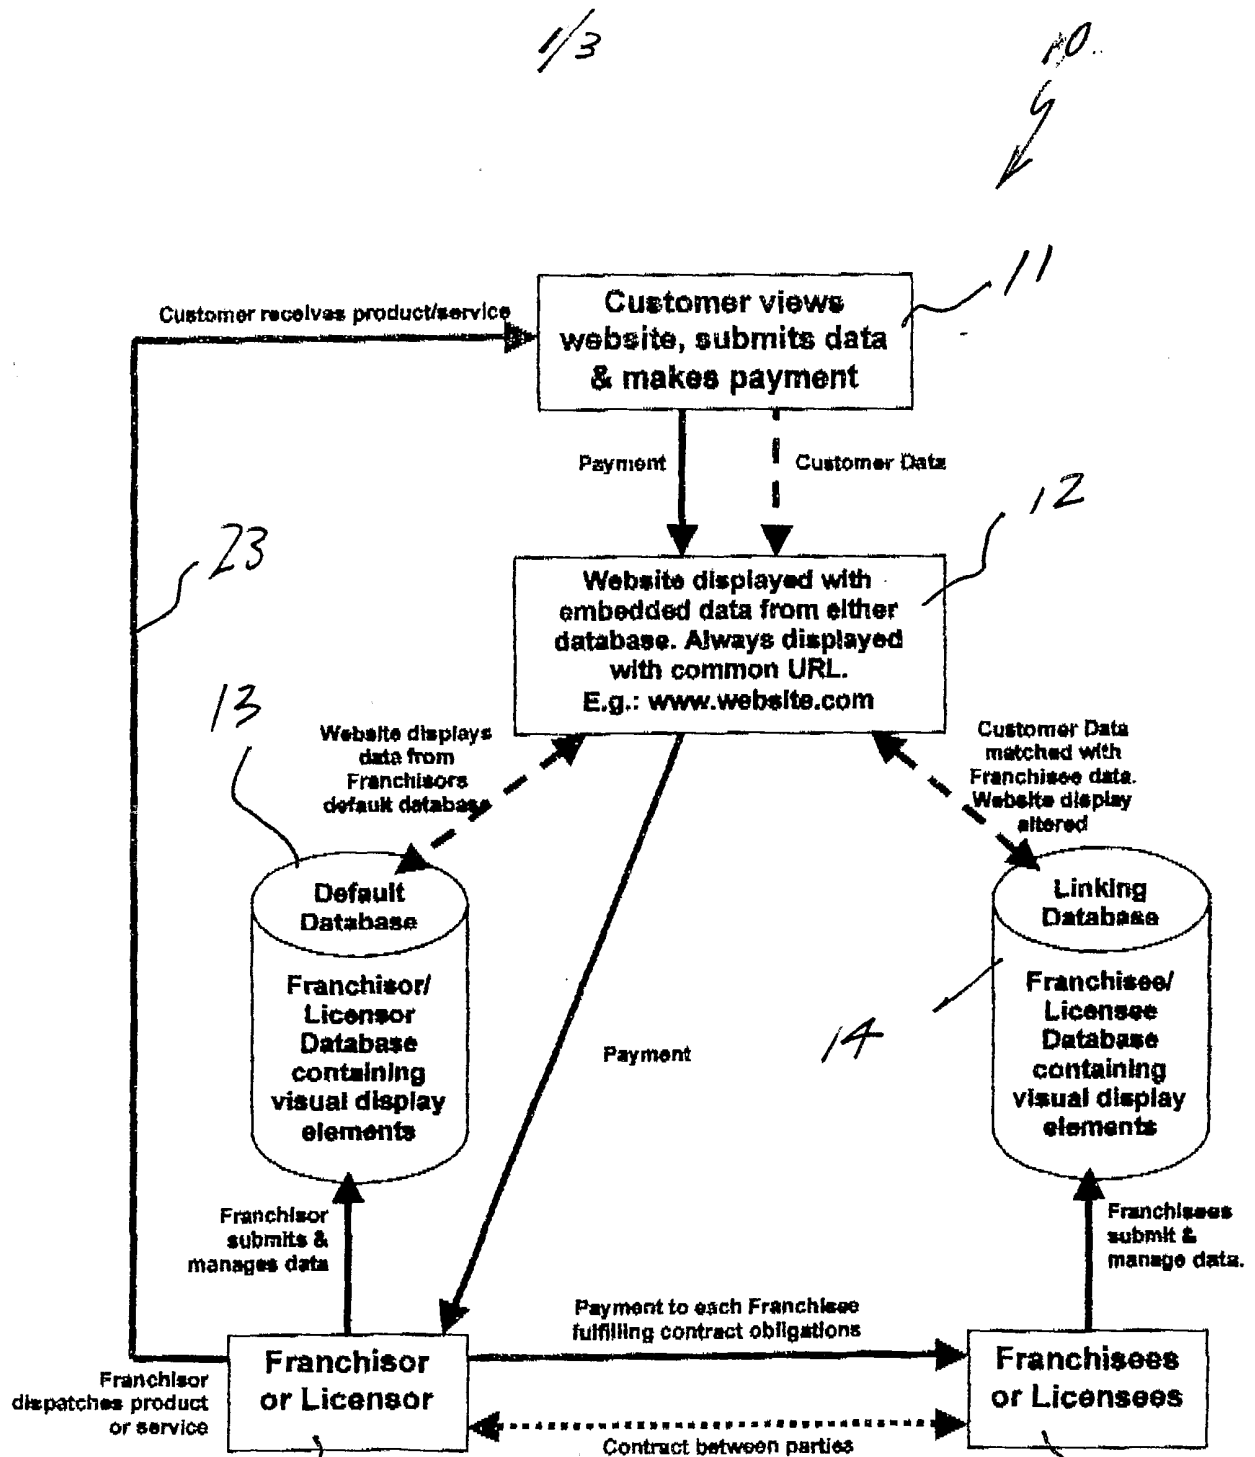 1/3
10
11
Customer receives product/service
Customer views
website, submits data
& makes payment
Payment
Customer Data
12
23
Website displayed with
embedded data from either
database. Always displayed
with common URL.
E.g.: www.website.com
13
Website displays
data from
Franchisors
default database
Customer Data
matched with
Franchisee data.
Website display
altered
Default
Database
Franchisor/
Licensor
Database
containing
visual display
elements
Linking
Database
Franchisee/
Licensee
Database
containing
visual display
elements
14
Payment
Franchisor
submits &
manages data
Franchisees
submit &
manage data.
Payment to each Franchisee
fulfilling contract obligations
Franchisor
or Licensor
Franchisees
or Licensees
Franchisor
dispatches product
or service
Contract between parties